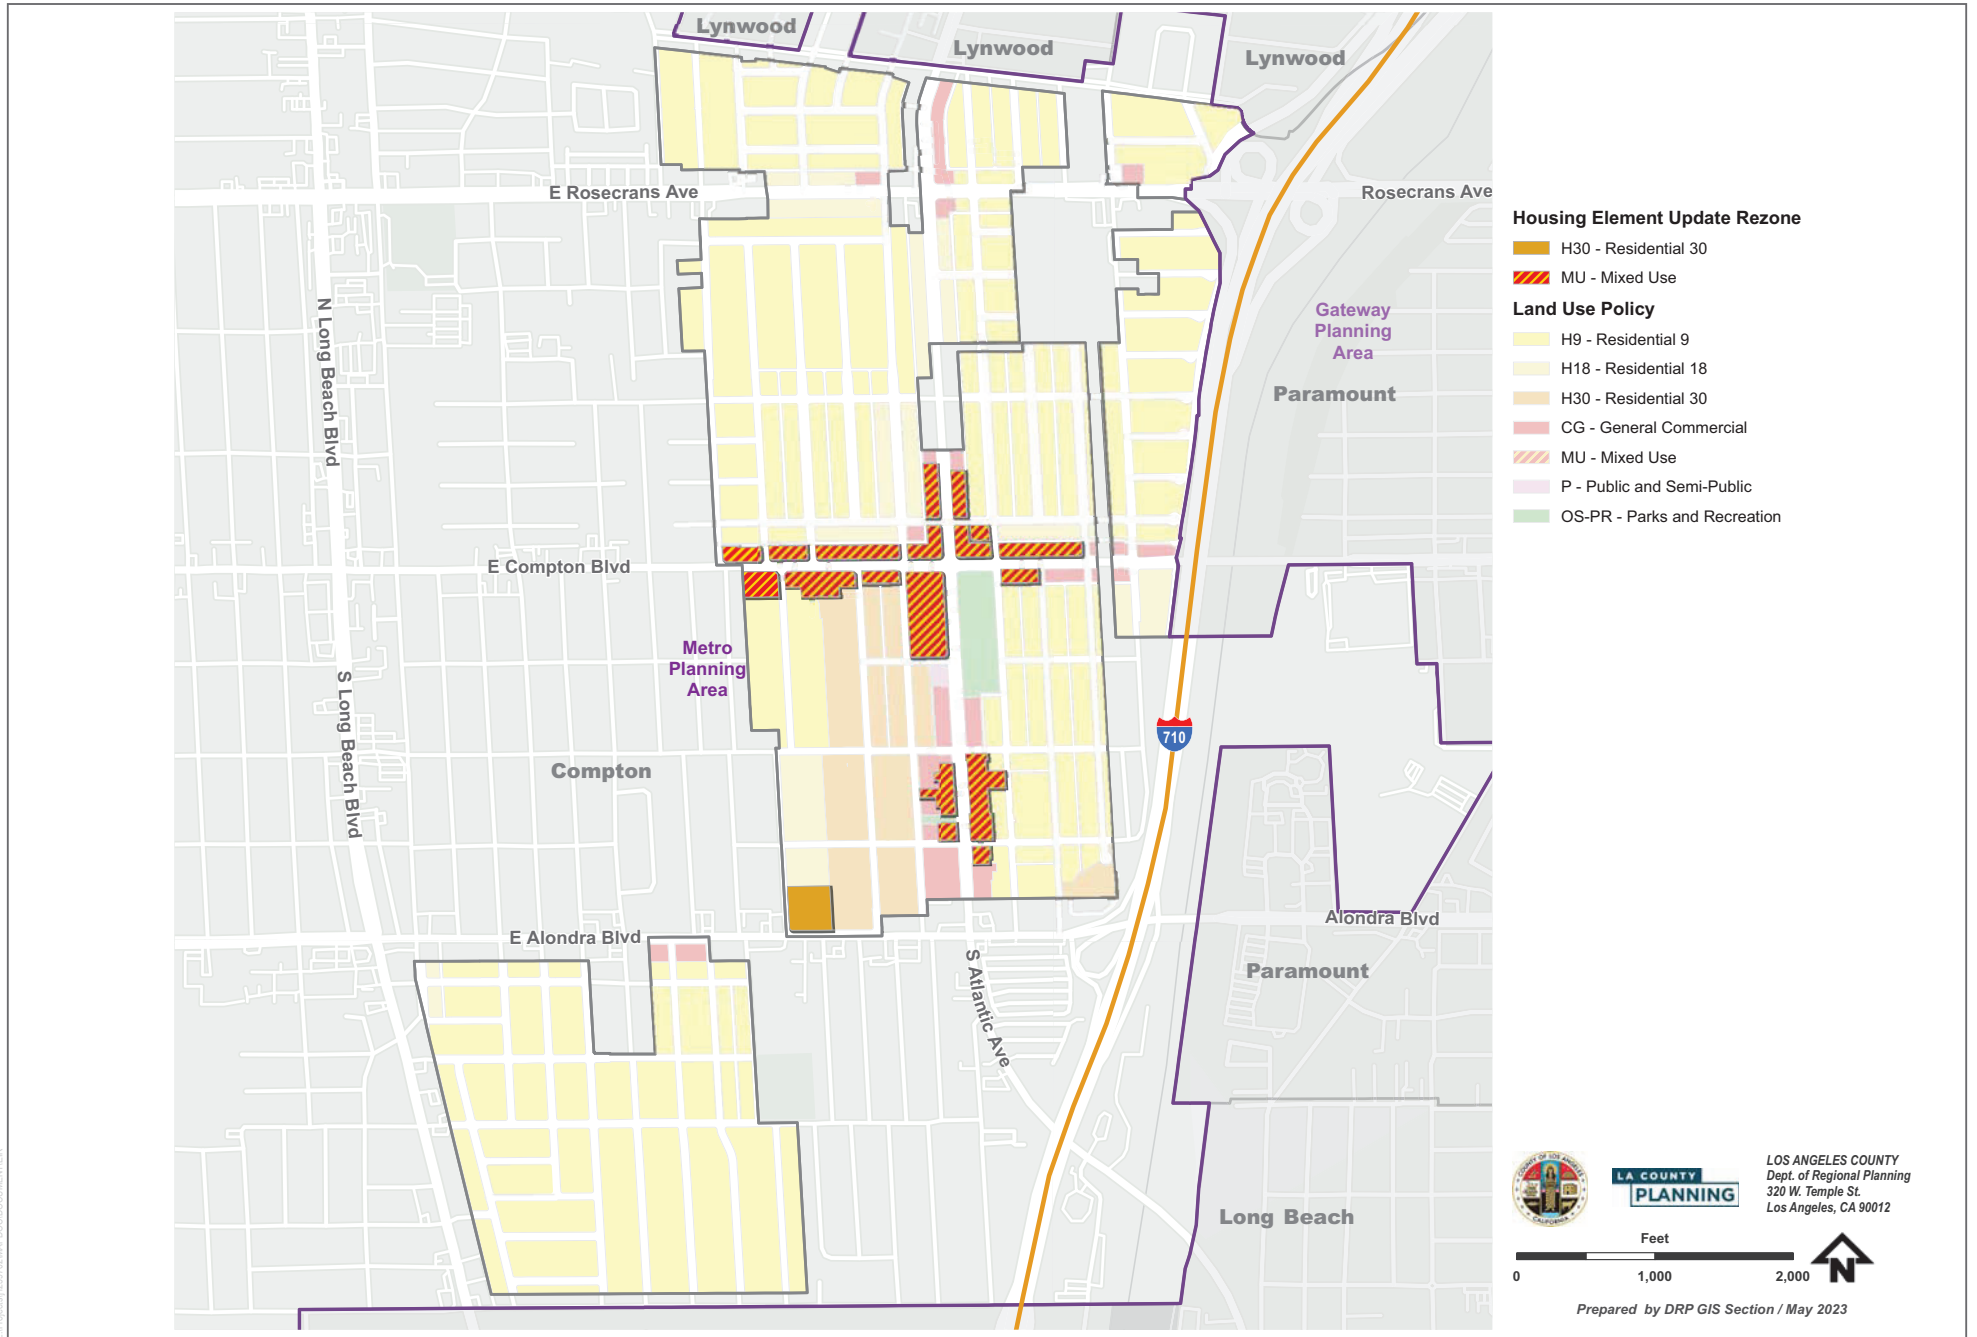 Lynwood
Lynwood
Lynwood
E Rosecrans Ave
Rosecrans Ave
N Long Beach Blvd
Gateway
Planning
Area
Paramount
E Compton Blvd
Metro
Planning
Area
S Long Beach Blvd
710
Compton
Alondra Blvd
E Alondra Blvd
Paramount
S Atlantic Ave
Long Beach
Housing Element Update Rezone
H30 - Residential 30
MU - Mixed Use
Land Use Policy
H9 - Residential 9
H18 - Residential 18
H30 - Residential 30
CG - General Commercial
MU - Mixed Use
P - Public and Semi-Public
OS-PR - Parks and Recreation
COUNTY OF LOS ANGELES
CALIFORNIA
LA COUNTY
PLANNING
LOS ANGELES COUNTY
Dept. of Regional Planning
320 W. Temple St.
Los Angeles, CA 90012
Feet
0 1,000 2,000
N
Prepared by DRP GIS Section / May 2023